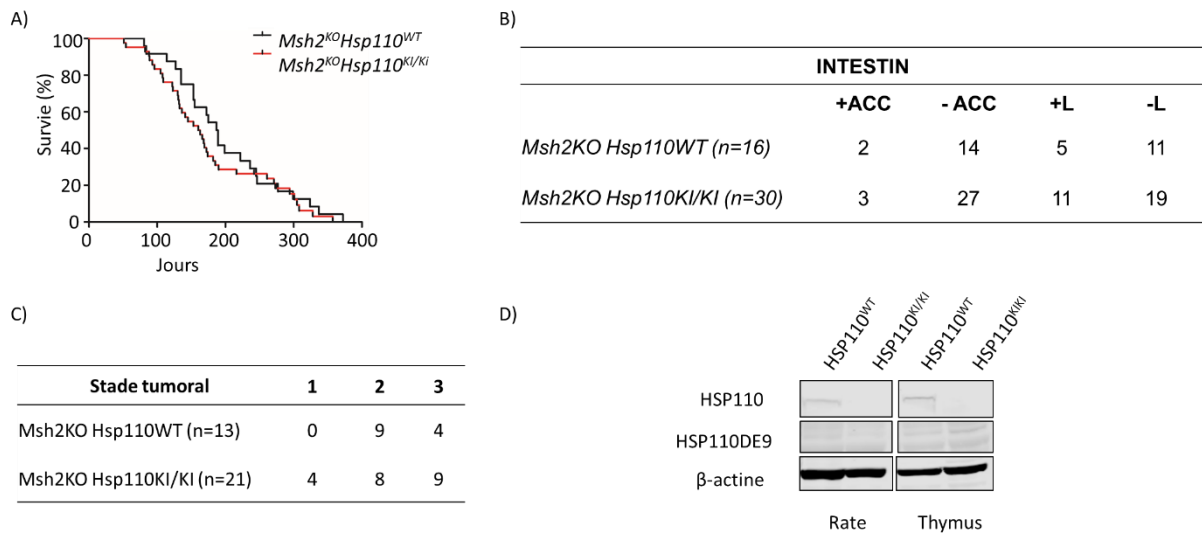 A)
Msh2KOHsp110WT
Msh2KOHsp110KI/Ki
Survie (%)
100
80
60
40
20
0
0 100 200 300 400
Jours
B)
INTESTIN
+ACC - ACC +L -L
Msh2KO Hsp110WT (n=16) 2 14 5 11
Msh2KO Hsp110KI/KI (n=30) 3 27 11 19
C)
Stade tumoral 1 2 3
Msh2KO Hsp110WT (n=13) 0 9 4
Msh2KO Hsp110KI/KI (n=21) 4 8 9
D)
HSP110WT HSP110KI/KI HSP110WT HSP110KIKI
HSP110
HSP110DE9
β-actine
Rate Thymus